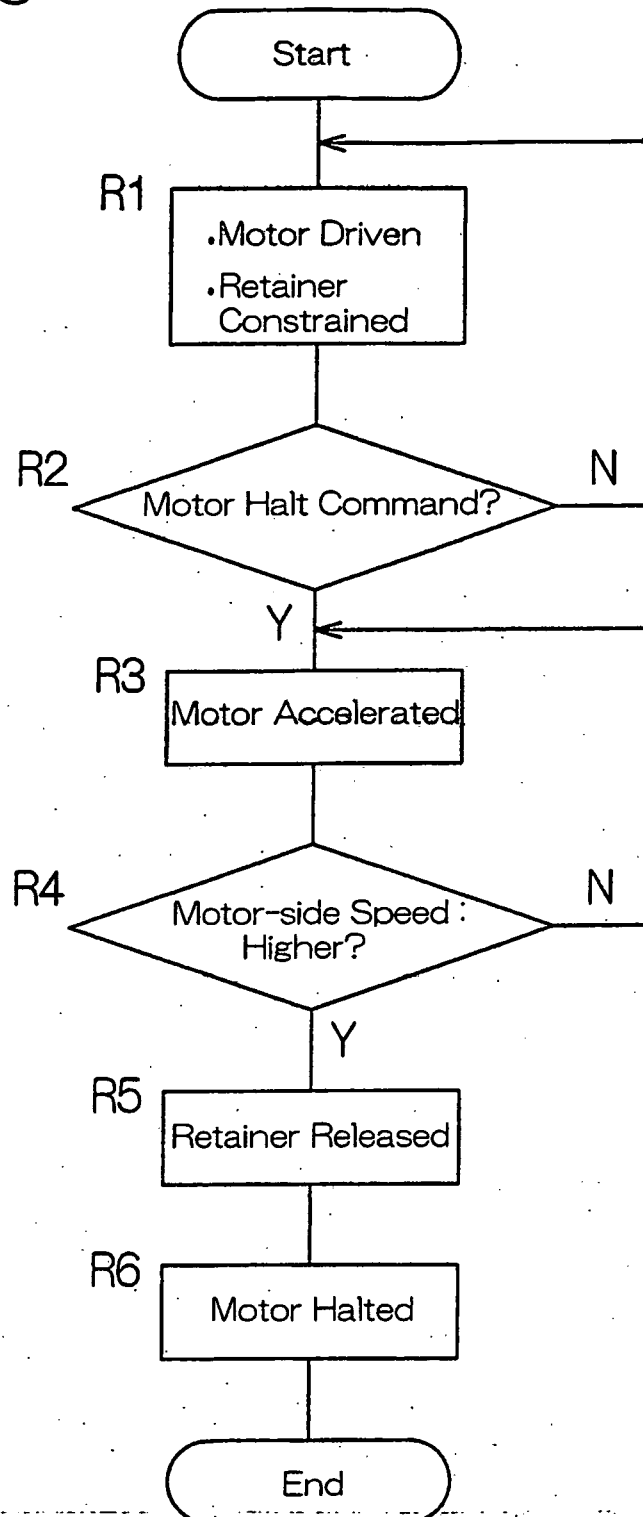 Start
R1
.Motor Driven
.Retainer
Constrained
R2
Motor Halt Command?
N
Y
R3
Motor Accelerated
R4
Motor-side Speed :
Higher?
N
Y
R5
Retainer Released
R6
Motor Halted
End